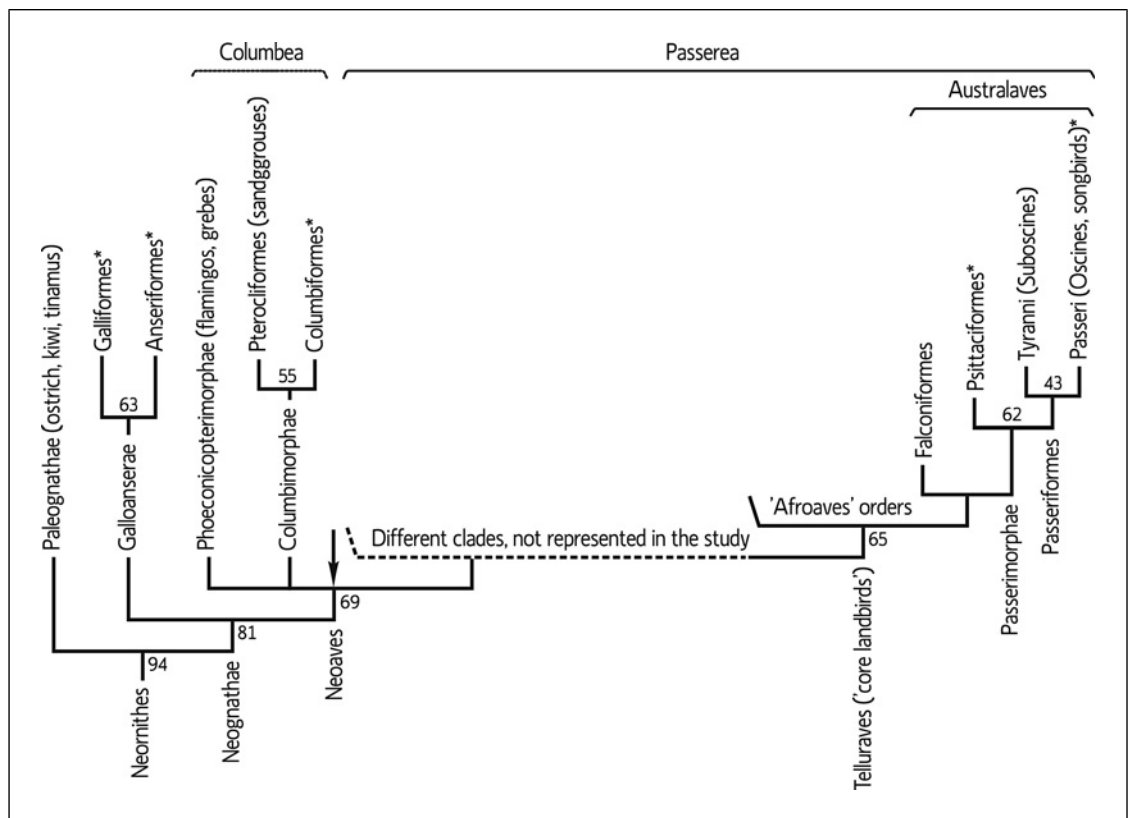 Columbea
Passerea
Australaves
Paleognathae (ostrich, kiwi, tinamus)
Galliformes*
Anseriformes*
63
Galloanserae
Phoeconicopterimorphae (flamingos, grebes)
Pterocliformes (sandggrouses)
Columbiformes*
55
Columbimorphae
Falconiformes
Psittaciformes*
Tyranni (Suboscines)
Passeri (Oscines, songbirds)*
43
62
Passeriformes
Passerimorphae
'Afroaves' orders
65
Different clades, not represented in the study
Telluraves ('core landbirds')
69
Neoaves
81
Neognathae
94
Neornithes